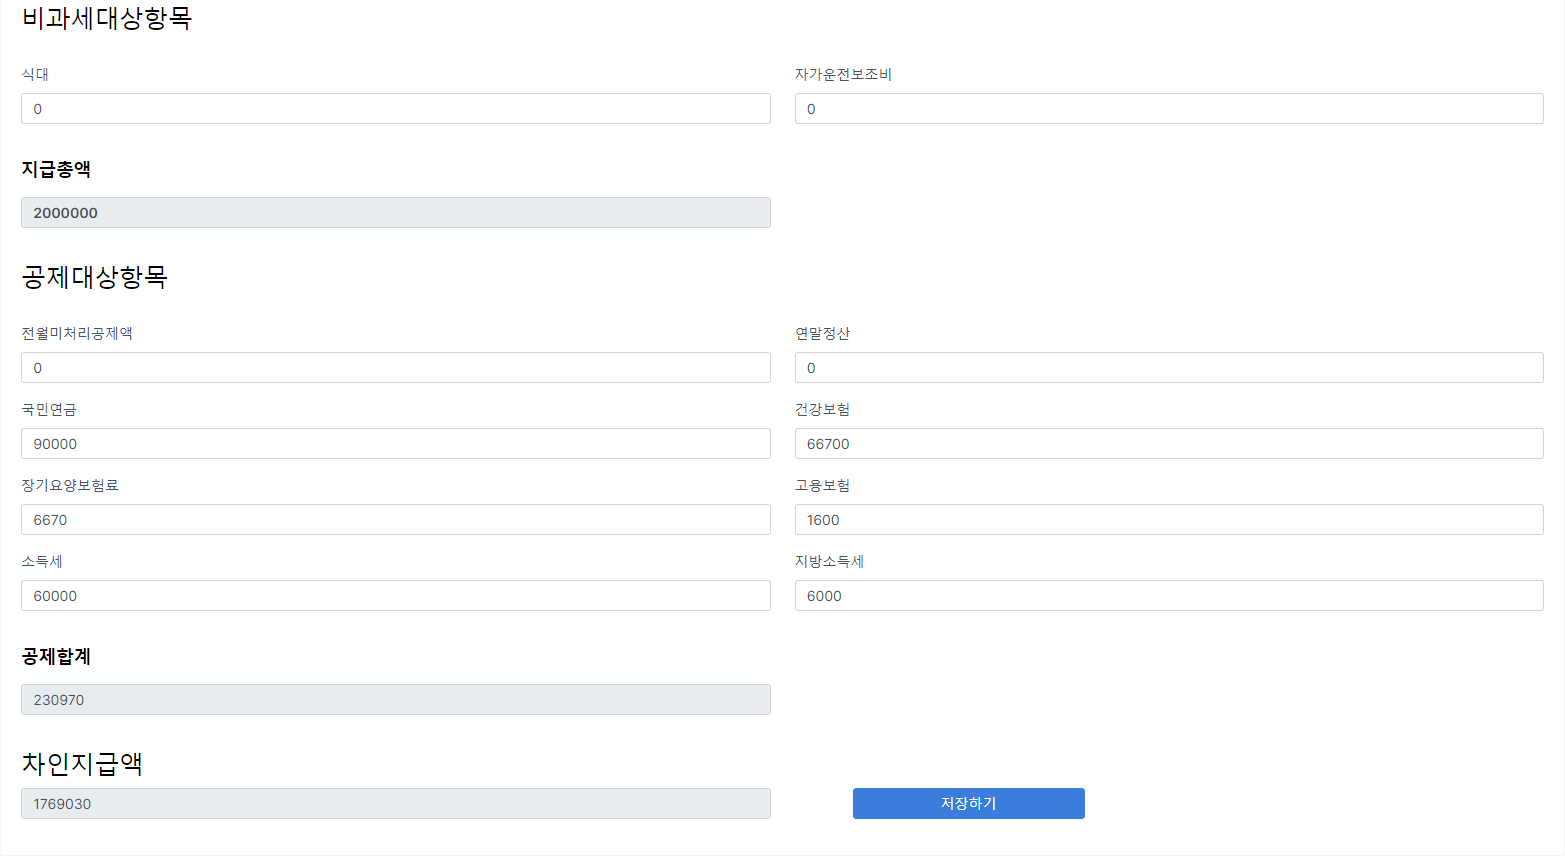 비과세대상항목
식대 자가운전보조비
0 0
지급총액
2000000
공제대상항목
전월미처리공제액 연말정산
0 0
국민연금 건강보험
90000 66700
장기요양보험료 고용보험
6670 1600
소득세 지방소득세
60000 6000
공제합계
230970
차인지급액
1769030 저장하기